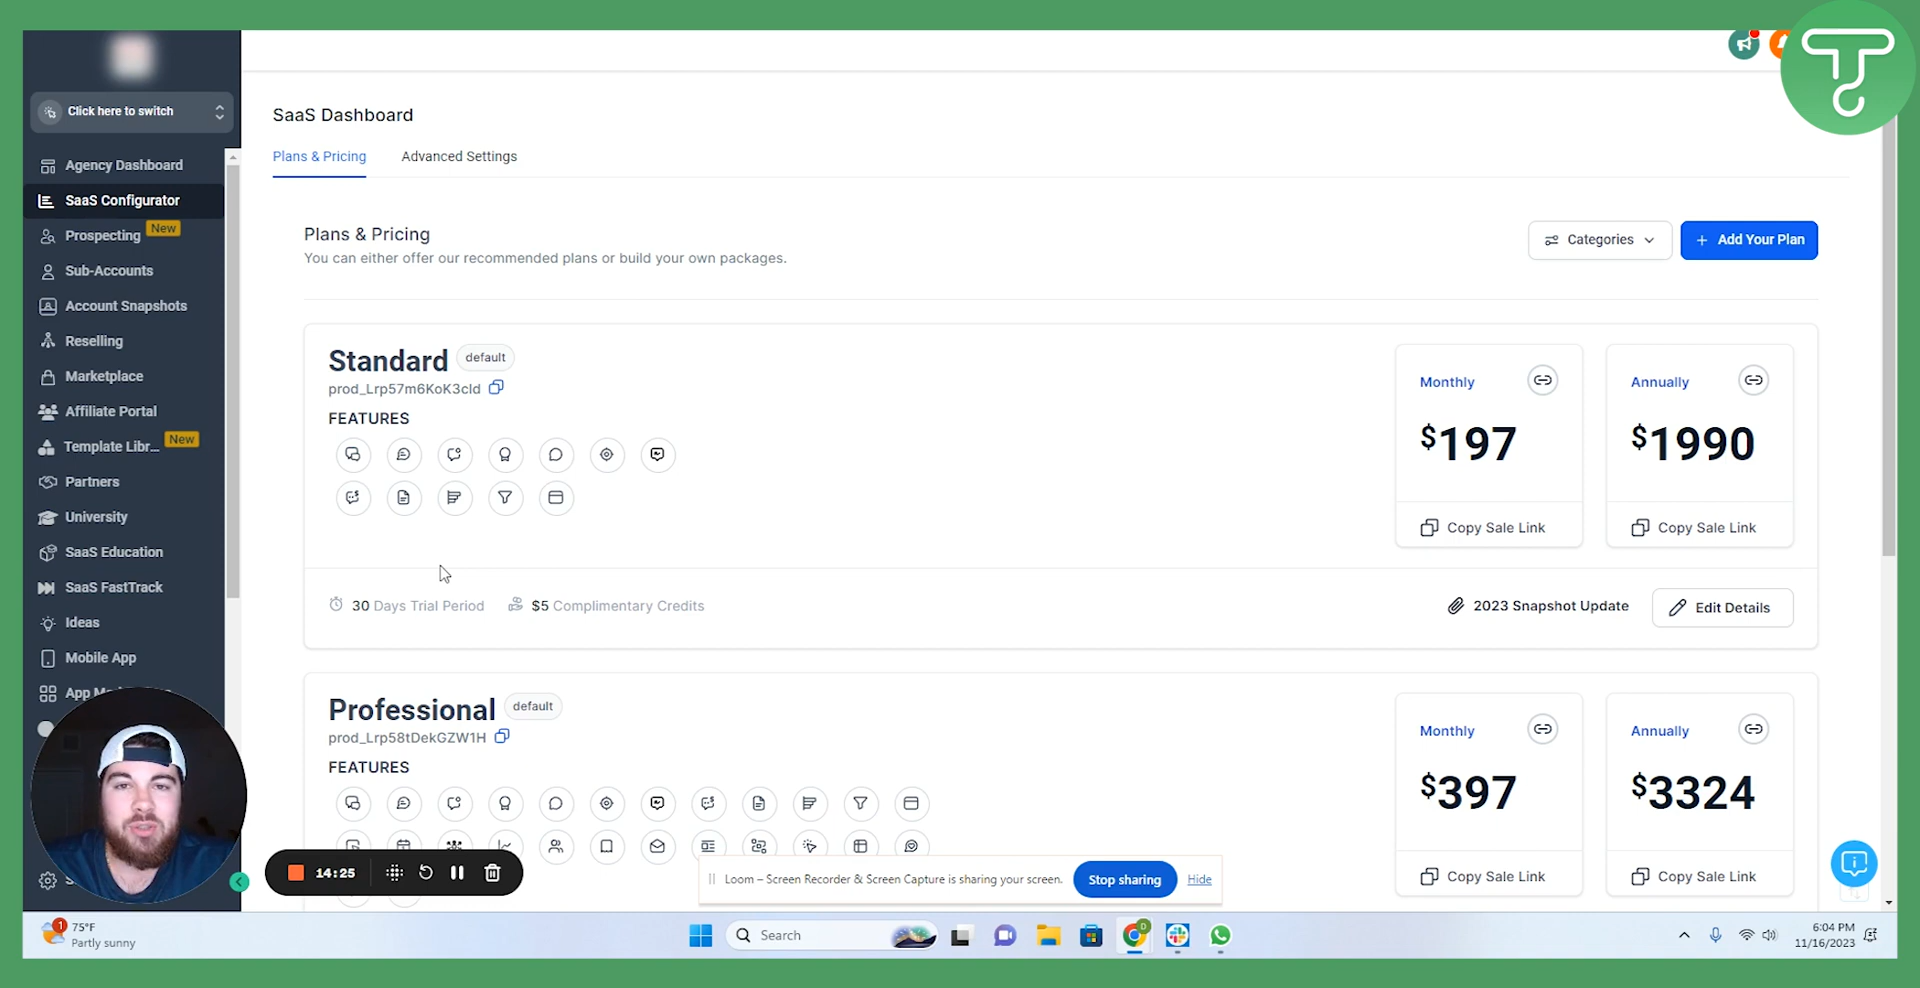 Click here to switch
Agency Dashboard
SaaS Configurator
Prospecting New
Sub-Accounts
Account Snapshots
Reselling
Marketplace
Affiliate Portal
Template Libr... New
Partners
University
SaaS Education
SaaS FastTrack
Ideas
Mobile App
App
SaaS Dashboard
Plans & Pricing Advanced Settings
Plans & Pricing
You can either offer our recommended plans or build your own packages.
Categories
+ Add Your Plan
Standard default
prod_Lrp57m6KoK3cld
FEATURES
Monthly
$197
Copy Sale Link
Annually
$1990
Copy Sale Link
30 Days Trial Period $5 Complimentary Credits
2023 Snapshot Update
Edit Details
Professional default
prod_Lrp58tDekGZW1H
FEATURES
Monthly
$397
Copy Sale Link
Annually
$3324
Copy Sale Link
14:25
Loom – Screen Recorder & Screen Capture is sharing your screen. Stop sharing Hide
1
75°F
Partly sunny
Search
D
6:04 PM
11/16/2023